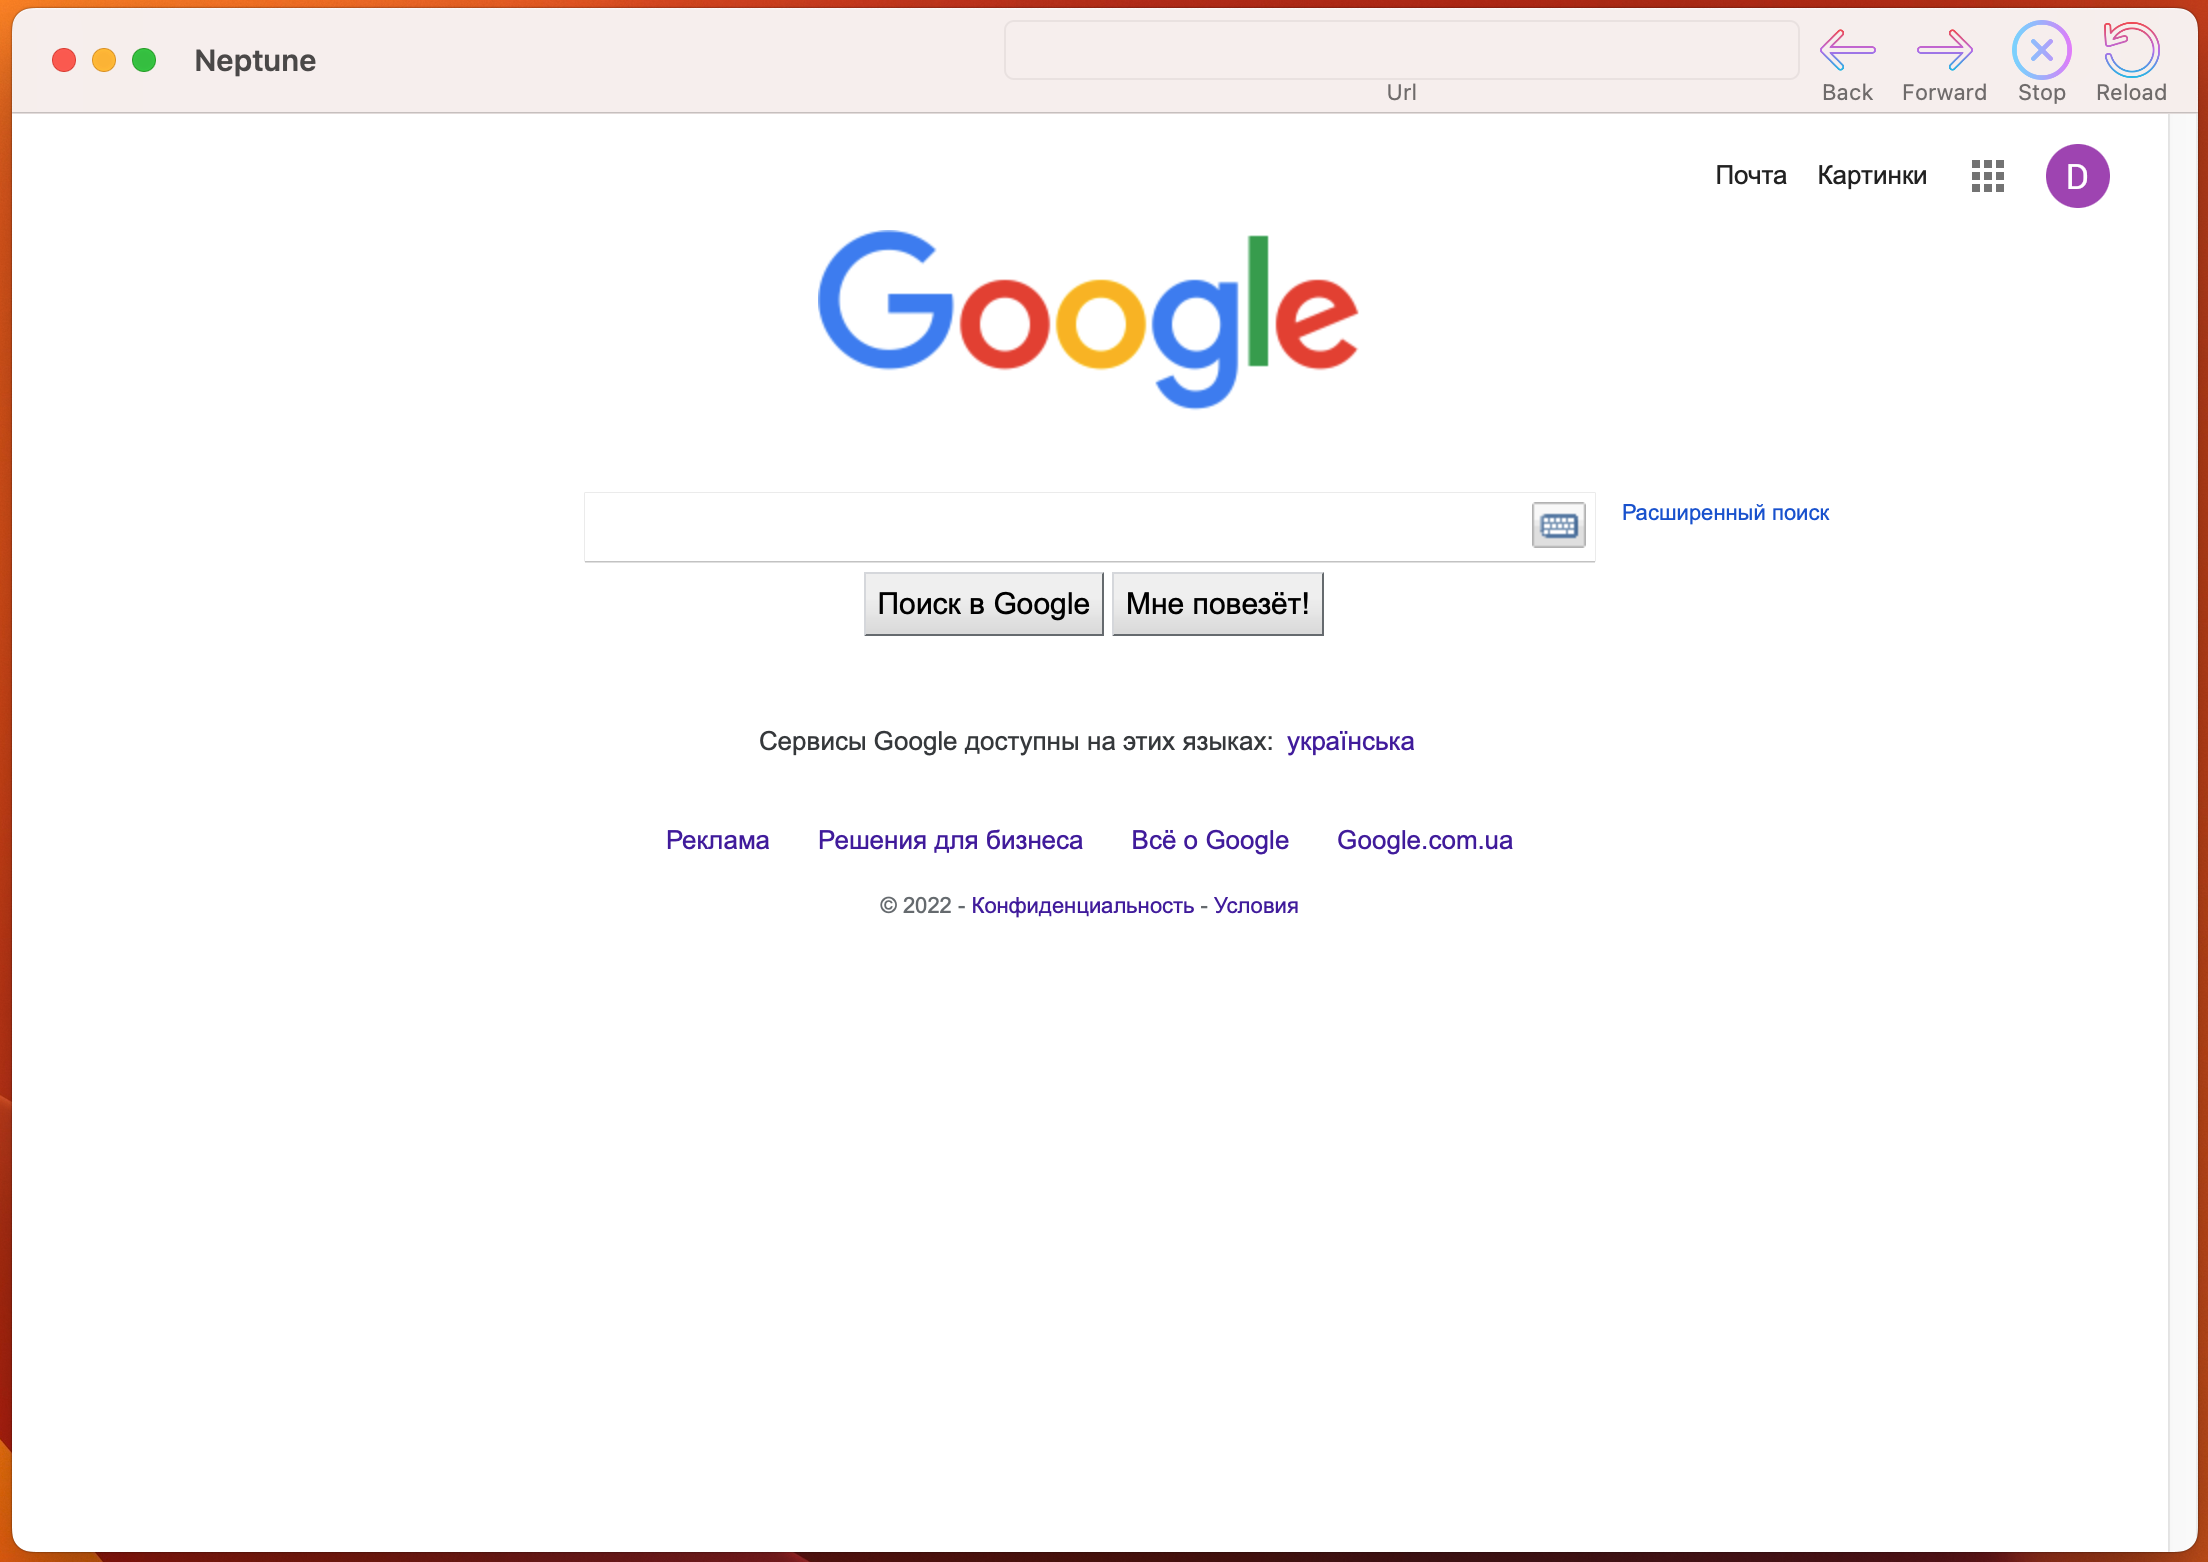 Neptune
Url
Back Forward Stop Reload
Почта Картинки D
Google
Расширенный поиск
Поиск в Google Мне повезёт!
Сервисы Google доступны на этих языках: українська
Реклама Решения для бизнеса Всё о Google Google.com.ua
© 2022 - Конфиденциальность - Условия